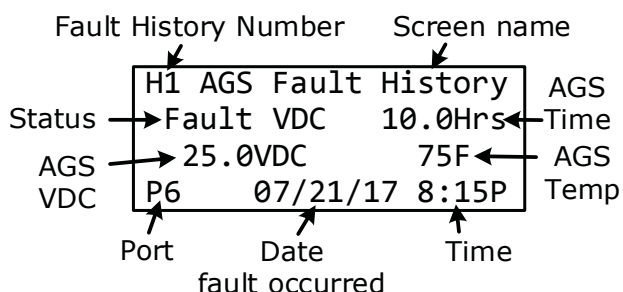 Fault History Number Screen name
H1 AGS Fault History
AGS
Status Fault VDC 10.0Hrs Time
AGS 25.0VDC 75F AGS
VDC P6 07/21/17 8:15P Temp
Port Date Time
fault occurred